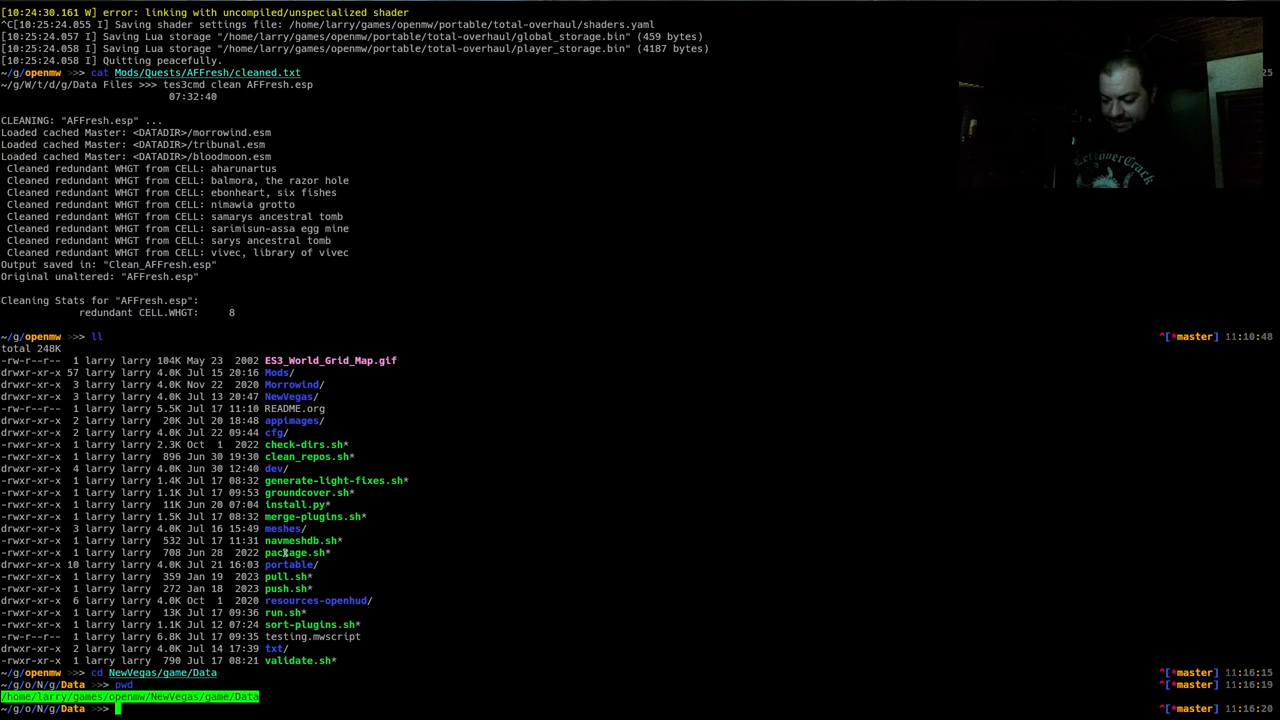 [10:24:30.161 W] error: linking with uncompiled/unspecialized shader
^C[10:25:24.055 I] Saving shader settings file: /home/larry/games/openmw/portable/total-overhaul/shaders.yaml
[10:25:24.057 I] Saving Lua storage "/home/larry/games/openmw/portable/total-overhaul/global_storage.bin" (459 bytes)
[10:25:24.058 I] Saving Lua storage "/home/larry/games/openmw/portable/total-overhaul/player_storage.bin" (4187 bytes)
[10:25:24.058 I] Quitting peacefully.
~/g/openmw >>> cat Mods/Quests/AFFresh/cleaned.txt 25
~/g/W/t/d/g/Data Files >>> tes3cmd clean AFFresh.esp
07:32:40
CLEANING: "AFFresh.esp" ...
Loaded cached Master: <DATADIR>/morrowind.esm
Loaded cached Master: <DATADIR>/tribunal.esm
Loaded cached Master: <DATADIR>/bloodmoon.esm
Cleaned redundant WHGT from CELL: aharunartus
Cleaned redundant WHGT from CELL: balmora, the razor hole
Cleaned redundant WHGT from CELL: ebonheart, six fishes
Cleaned redundant WHGT from CELL: nimawia grotto
Cleaned redundant WHGT from CELL: samarys ancestral tomb
Cleaned redundant WHGT from CELL: sarimisun-assa egg mine
Cleaned redundant WHGT from CELL: sarys ancestral tomb
Cleaned redundant WHGT from CELL: vivec, library of vivec
Output saved in: "Clean_AFFresh.esp"
Original unaltered: "AFFresh.esp"
Cleaning Stats for "AFFresh.esp":
redundant CELL.WHGT: 8
~/g/openmw >>> ll ^[*master] 11:10:48
total 248K
-rw-r--r-- 1 larry larry 104K May 23 2002 ES3_World_Grid_Map.gif
drwxr-xr-x 57 larry larry 4.0K Jul 15 20:16 Mods/
drwxr-xr-x 3 larry larry 4.0K Nov 22 2020 Morrowind/
drwxr-xr-x 3 larry larry 4.0K Jul 13 20:47 NewVegas/
-rw-r--r-- 1 larry larry 5.5K Jul 17 11:10 README.org
drwxr-xr-x 2 larry larry 20K Jul 20 18:48 appimages/
drwxr-xr-x 2 larry larry 4.0K Jul 22 09:44 cfg/
-rwxr-xr-x 1 larry larry 2.3K Oct 1 2022 check-dirs.sh*
-rwxr-xr-x 1 larry larry 896 Jun 30 19:30 clean_repos.sh*
drwxr-xr-x 4 larry larry 4.0K Jun 30 12:40 dev/
-rwxr-xr-x 1 larry larry 1.4K Jul 17 08:32 generate-light-fixes.sh*
-rwxr-xr-x 1 larry larry 1.1K Jul 17 09:53 groundcover.sh*
-rwxr-xr-x 1 larry larry 11K Jun 20 07:04 install.py*
-rwxr-xr-x 1 larry larry 1.5K Jul 17 08:32 merge-plugins.sh*
drwxr-xr-x 3 larry larry 4.0K Jul 16 15:49 meshes/
-rwxr-xr-x 1 larry larry 532 Jul 17 11:31 navmeshdb.sh*
-rwxr-xr-x 1 larry larry 708 Jun 28 2022 package.sh*
drwxr-xr-x 10 larry larry 4.0K Jul 21 16:03 portable/
-rwxr-xr-x 1 larry larry 359 Jan 19 2023 pull.sh*
-rwxr-xr-x 1 larry larry 272 Jan 18 2023 push.sh*
drwxr-xr-x 6 larry larry 4.0K Oct 1 2020 resources-openhud/
-rwxr-xr-x 1 larry larry 13K Jul 17 09:36 run.sh*
-rwxr-xr-x 1 larry larry 1.1K Jul 12 07:24 sort-plugins.sh*
-rw-r--r-- 1 larry larry 6.8K Jul 17 09:35 testing.mwscript
drwxr-xr-x 2 larry larry 4.0K Jul 14 17:39 txt/
-rwxr-xr-x 1 larry larry 790 Jul 17 08:21 validate.sh*
~/g/openmw >>> cd NewVegas/game/Data ^[*master] 11:16:15
~/g/o/N/g/Data >>> pwd ^[*master] 11:16:19
/home/larry/games/openmw/NewVegas/game/Data
~/g/o/N/g/Data >>> ^[*master] 11:16:20
LeftoverCrack